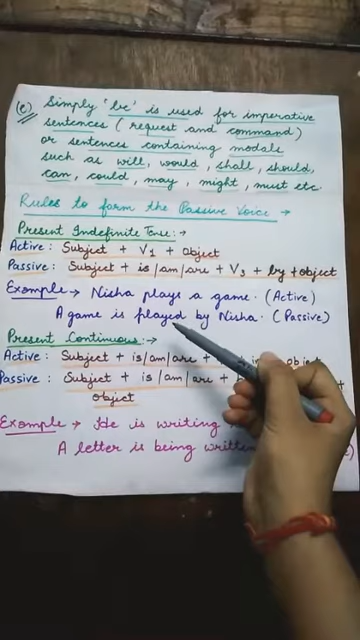 (e) Simply 'be' is used for imperative
sentences (request and command)
or sentences containing modals
such as will, would, shall, should,
can, could, may, might, must etc.
Rules to form the Passive Voice →
Present Indefinite Tense:→
Active: Subject + V1 + object
Passive: Subject + is/am/are + V3 + by + object
Example → Nisha plays a game. (Active)
A game is played by Nisha. (Passive)
Present Continuous:→
Active: Subject + is/am/are +
Passive: Subject + is/am/are + +
object
Example → He is writing
A letter is being written